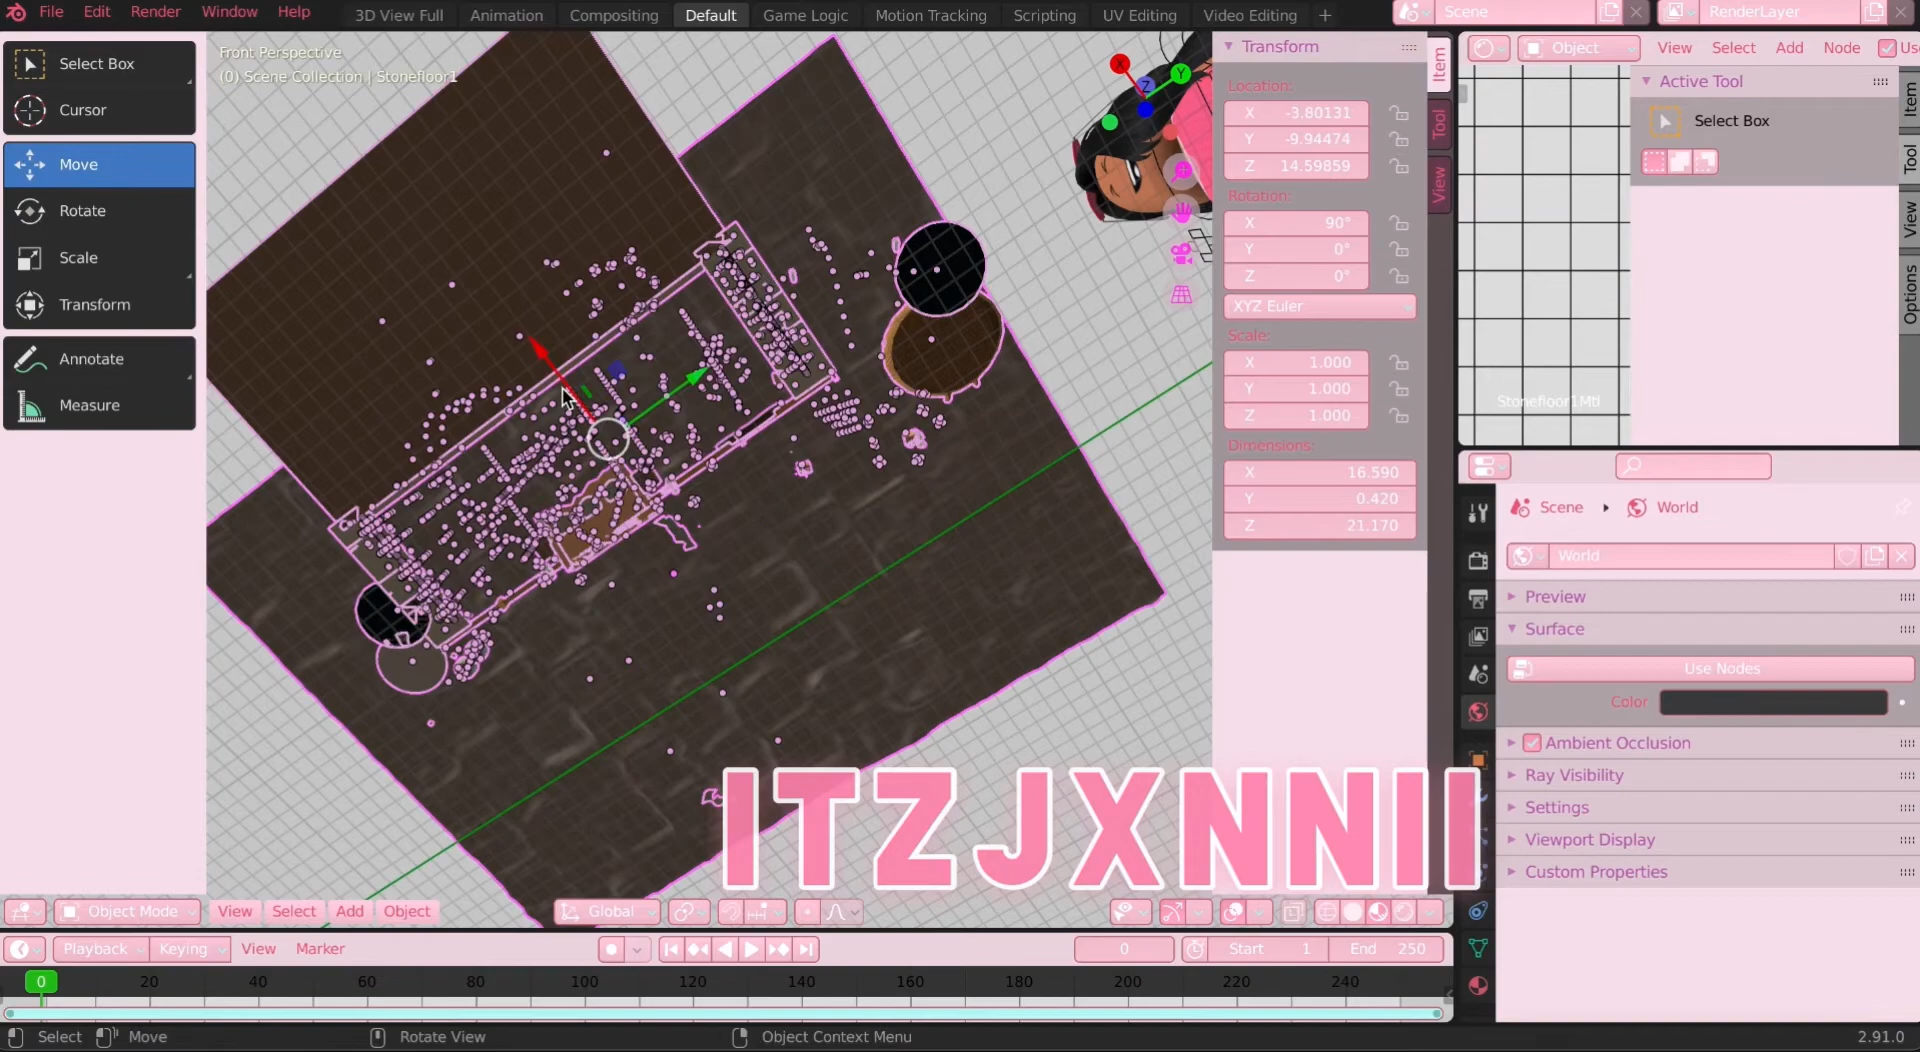 File Edit Render Window Help 3D View Full Animation Compositing Default Game Logic Motion Tracking Scripting UV Editing Video Editing + Scene RenderLayer
Select Box
Cursor
Move
Rotate
Scale
Transform
Annotate
Measure
Front Perspective
(0) Scene Collection | Stonefloor1
X Y Z
Transform
Location:
X -3.80131
Y -9.94474
Z 14.59859
Rotation:
X 90°
Y 0°
Z 0°
XYZ Euler
Scale:
X 1.000
Y 1.000
Z 1.000
Dimensions:
X 16.590
Y 0.420
Z 21.170
Item
Tool
View
Object View Select Add Node Us
Active Tool
Select Box
Item
Tool
View
Options
Stonefloor1Mtl
Scene World
World
Preview
Surface
Use Nodes
Color
Ambient Occlusion
Ray Visibility
Settings
Viewport Display
Custom Properties
ITZJXNNII
Object Mode View Select Add Object Global
Playback Keying View Marker 0 Start 1 End 250
0 20 40 60 80 100 120 140 160 180 200 220 240
Select Move Rotate View Object Context Menu 2.91.0